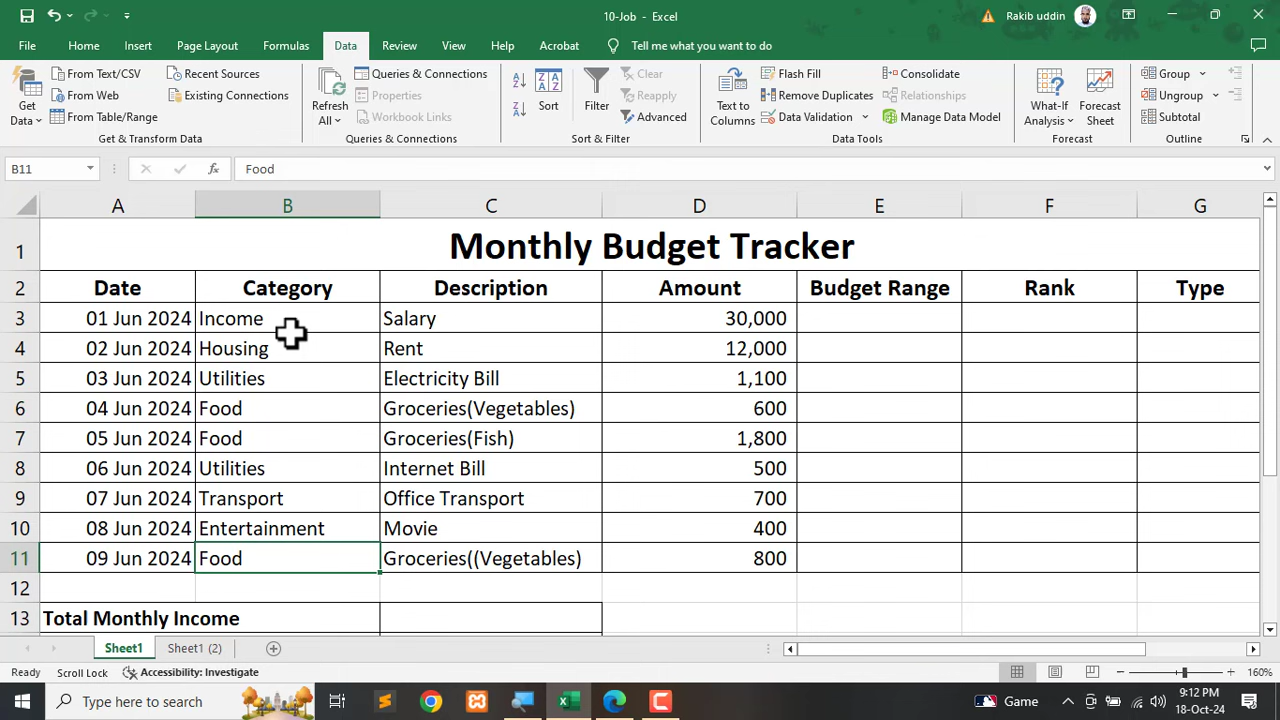 10-Job - Excel
Rakib uddin
File Home Insert Page Layout Formulas Data Review View Help Acrobat Tell me what you want to do
Get Data
From Text/CSV
From Web
From Table/Range
Recent Sources
Existing Connections
Get & Transform Data
Refresh All
Queries & Connections
Properties
Workbook Links
Queries & Connections
Sort
Filter
Clear
Reapply
Advanced
Sort & Filter
Text to Columns
Flash Fill
Remove Duplicates
Data Validation
Consolidate
Relationships
Manage Data Model
Data Tools
What-If Analysis
Forecast Sheet
Forecast
Group
Ungroup
Subtotal
Outline
B11 fx Food
A B C D E F G
1 Monthly Budget Tracker
2 Date Category Description Amount Budget Range Rank Type
3 01 Jun 2024 Income Salary 30,000
4 02 Jun 2024 Housing Rent 12,000
5 03 Jun 2024 Utilities Electricity Bill 1,100
6 04 Jun 2024 Food Groceries(Vegetables) 600
7 05 Jun 2024 Food Groceries(Fish) 1,800
8 06 Jun 2024 Utilities Internet Bill 500
9 07 Jun 2024 Transport Office Transport 700
10 08 Jun 2024 Entertainment Movie 400
11 09 Jun 2024 Food Groceries((Vegetables) 800
12
13 Total Monthly Income
Sheet1 Sheet1 (2)
Ready Scroll Lock Accessibility: Investigate 160%
Type here to search
Game
9:12 PM
18-Oct-24